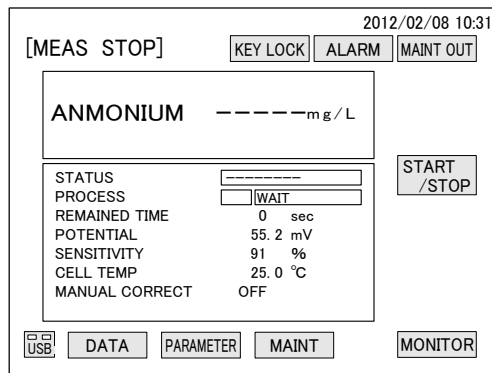 2012/02/08 10:31
[MEAS STOP] KEY LOCK ALARM MAINT OUT
ANMONIUM -----mg/L
STATUS --------
PROCESS WAIT
REMAINED TIME 0 sec
POTENTIAL 55.2 mV
SENSITIVITY 91 %
CELL TEMP 25.0 ℃
MANUAL CORRECT OFF
START
/STOP
USB DATA PARAMETER MAINT MONITOR